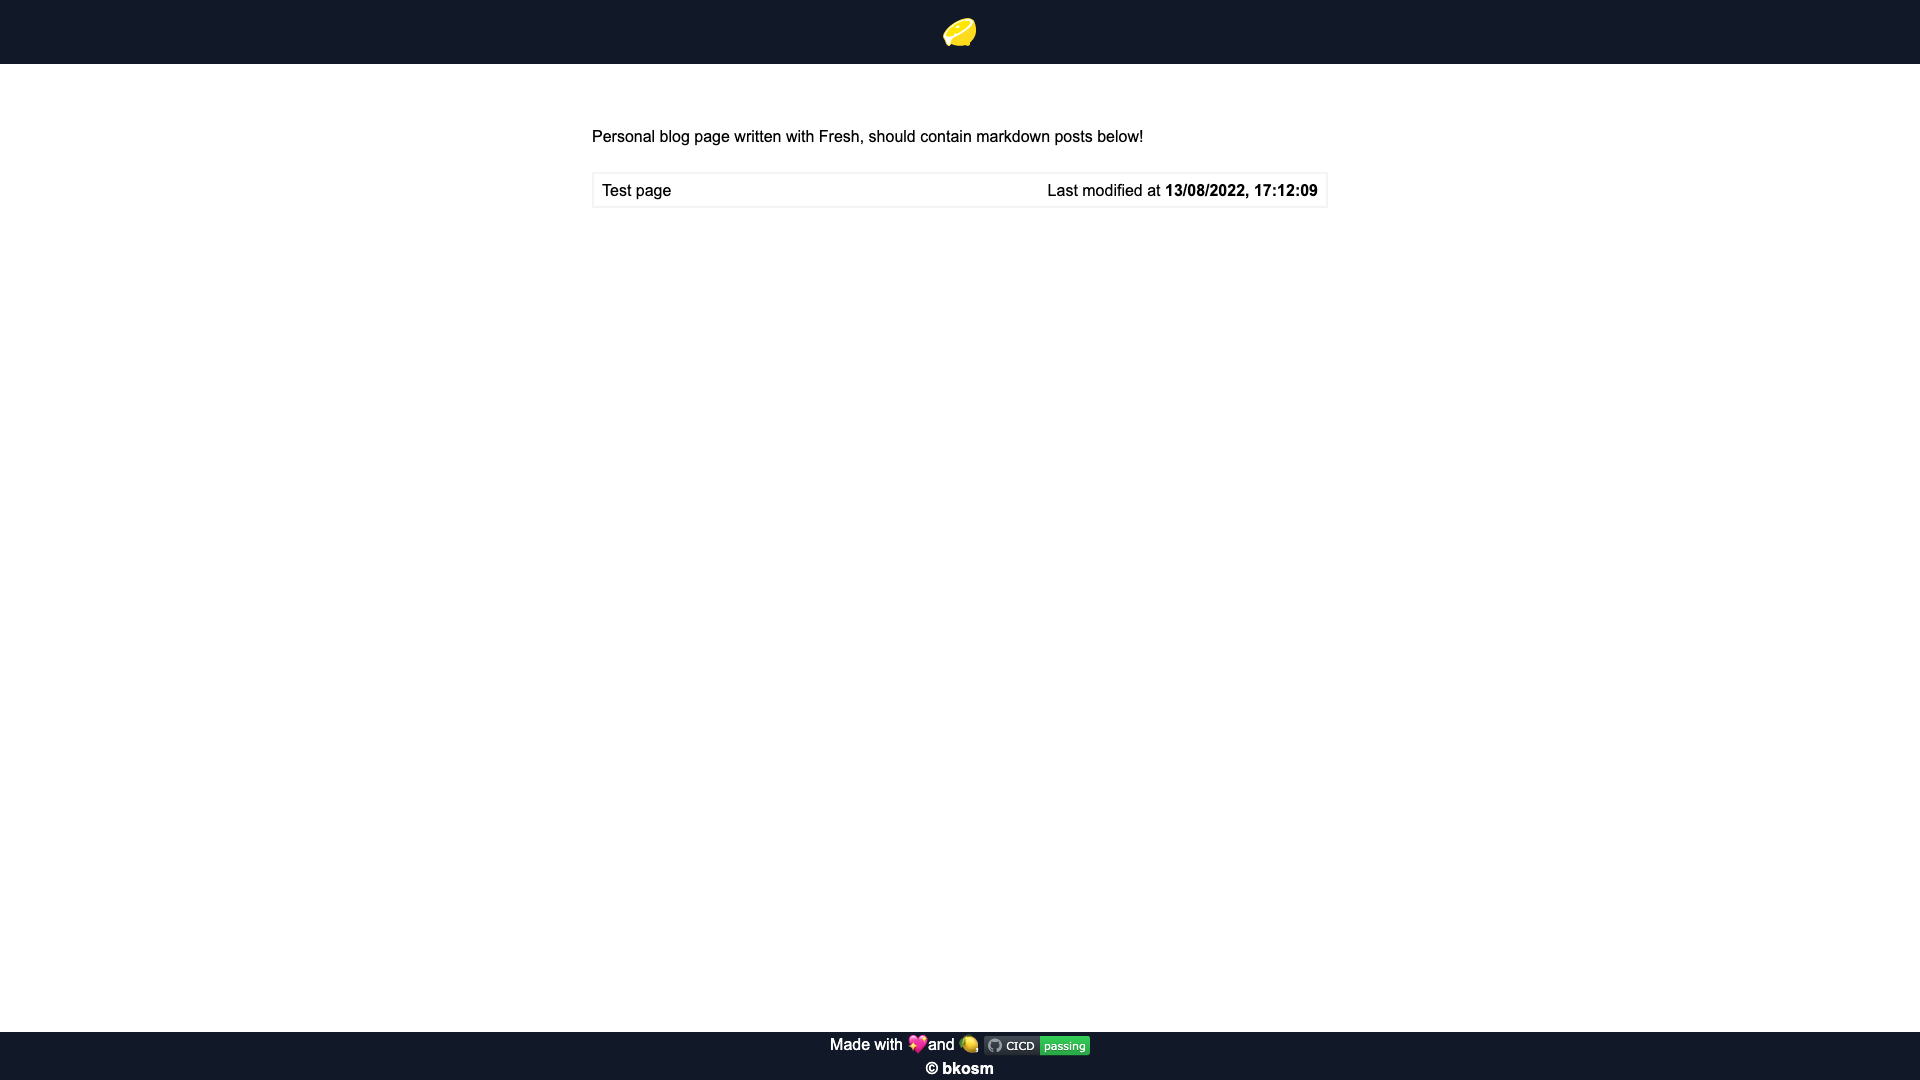 Personal blog page written with Fresh, should contain markdown posts below!
Test page Last modified at 13/08/2022, 17:12:09
Made with 💖and 🍋 CICD passing
© bkosm